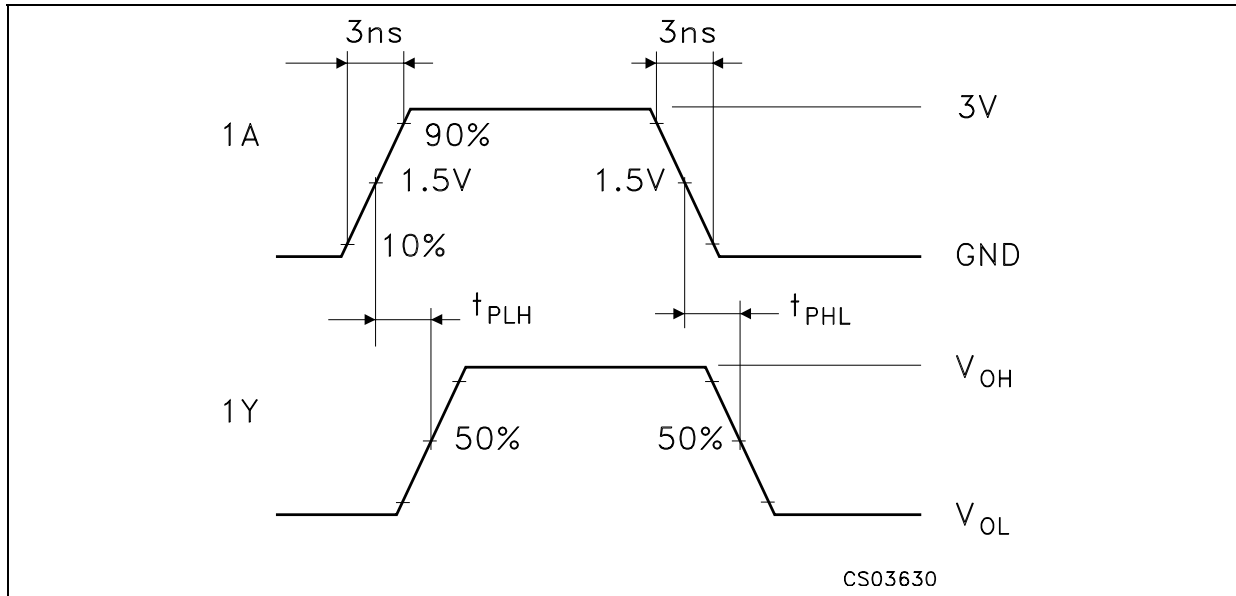 3ns 3ns
3V
1A
90%
1.5V 1.5V
10%
GND
tPLH tPHL
VOH
1Y
50% 50%
VOL
CS03630